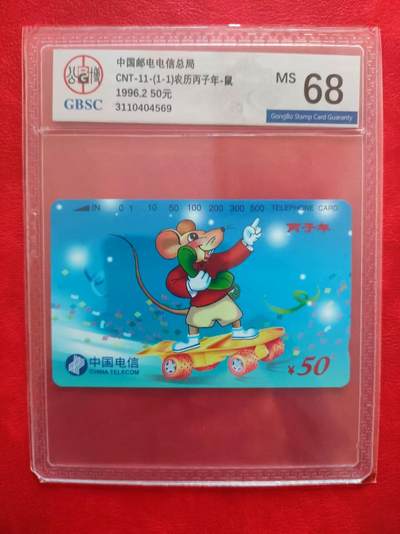 中国邮电电信总局
CNT-11-(1-1)农历丙子年-鼠
1996.2 50元
3110404569
公博
G
GBSC
MS 68
GongBo Stamp Card Guaranty
IN 0 1 10 50 100 200 300 500 TELEPHONE CARD
丙子年
中国电信
CHINA TELECOM
¥50